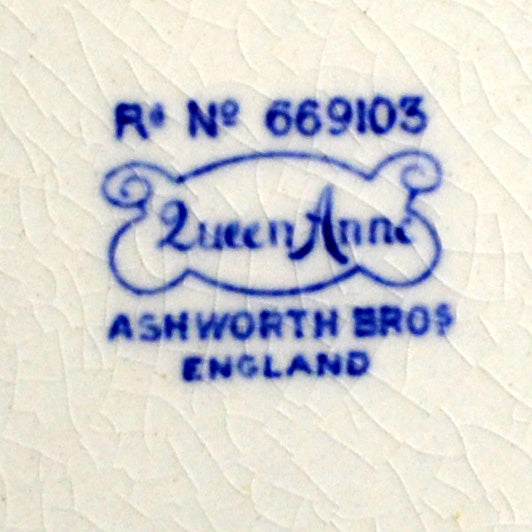 Rd No 669103
Queen Anne
ASHWORTH BROS
ENGLAND